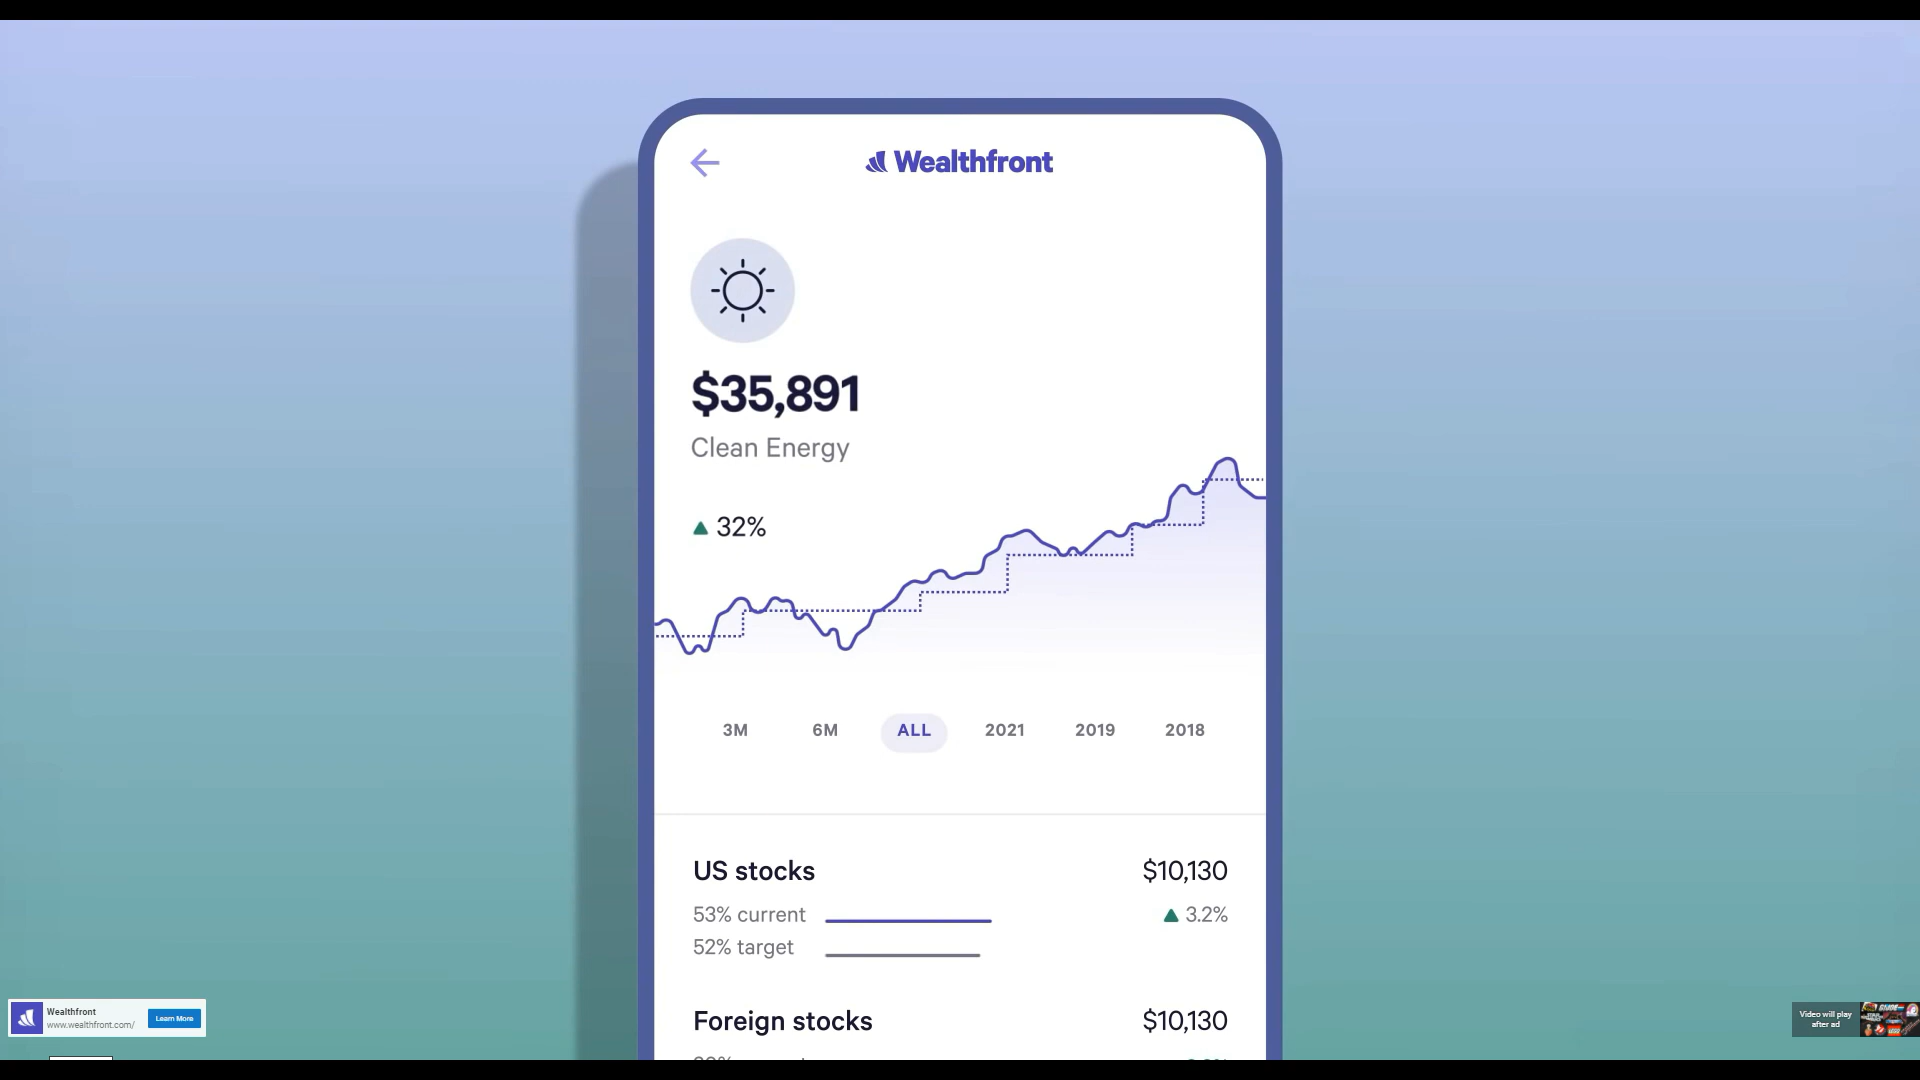 Wealthfront
$35,891
Clean Energy
32%
3M 6M ALL 2021 2019 2018
US stocks $10,130
53% current 3.2%
52% target
Foreign stocks $10,130
Wealthfront
www.wealthfront.com/
Learn More
Video will play
after ad